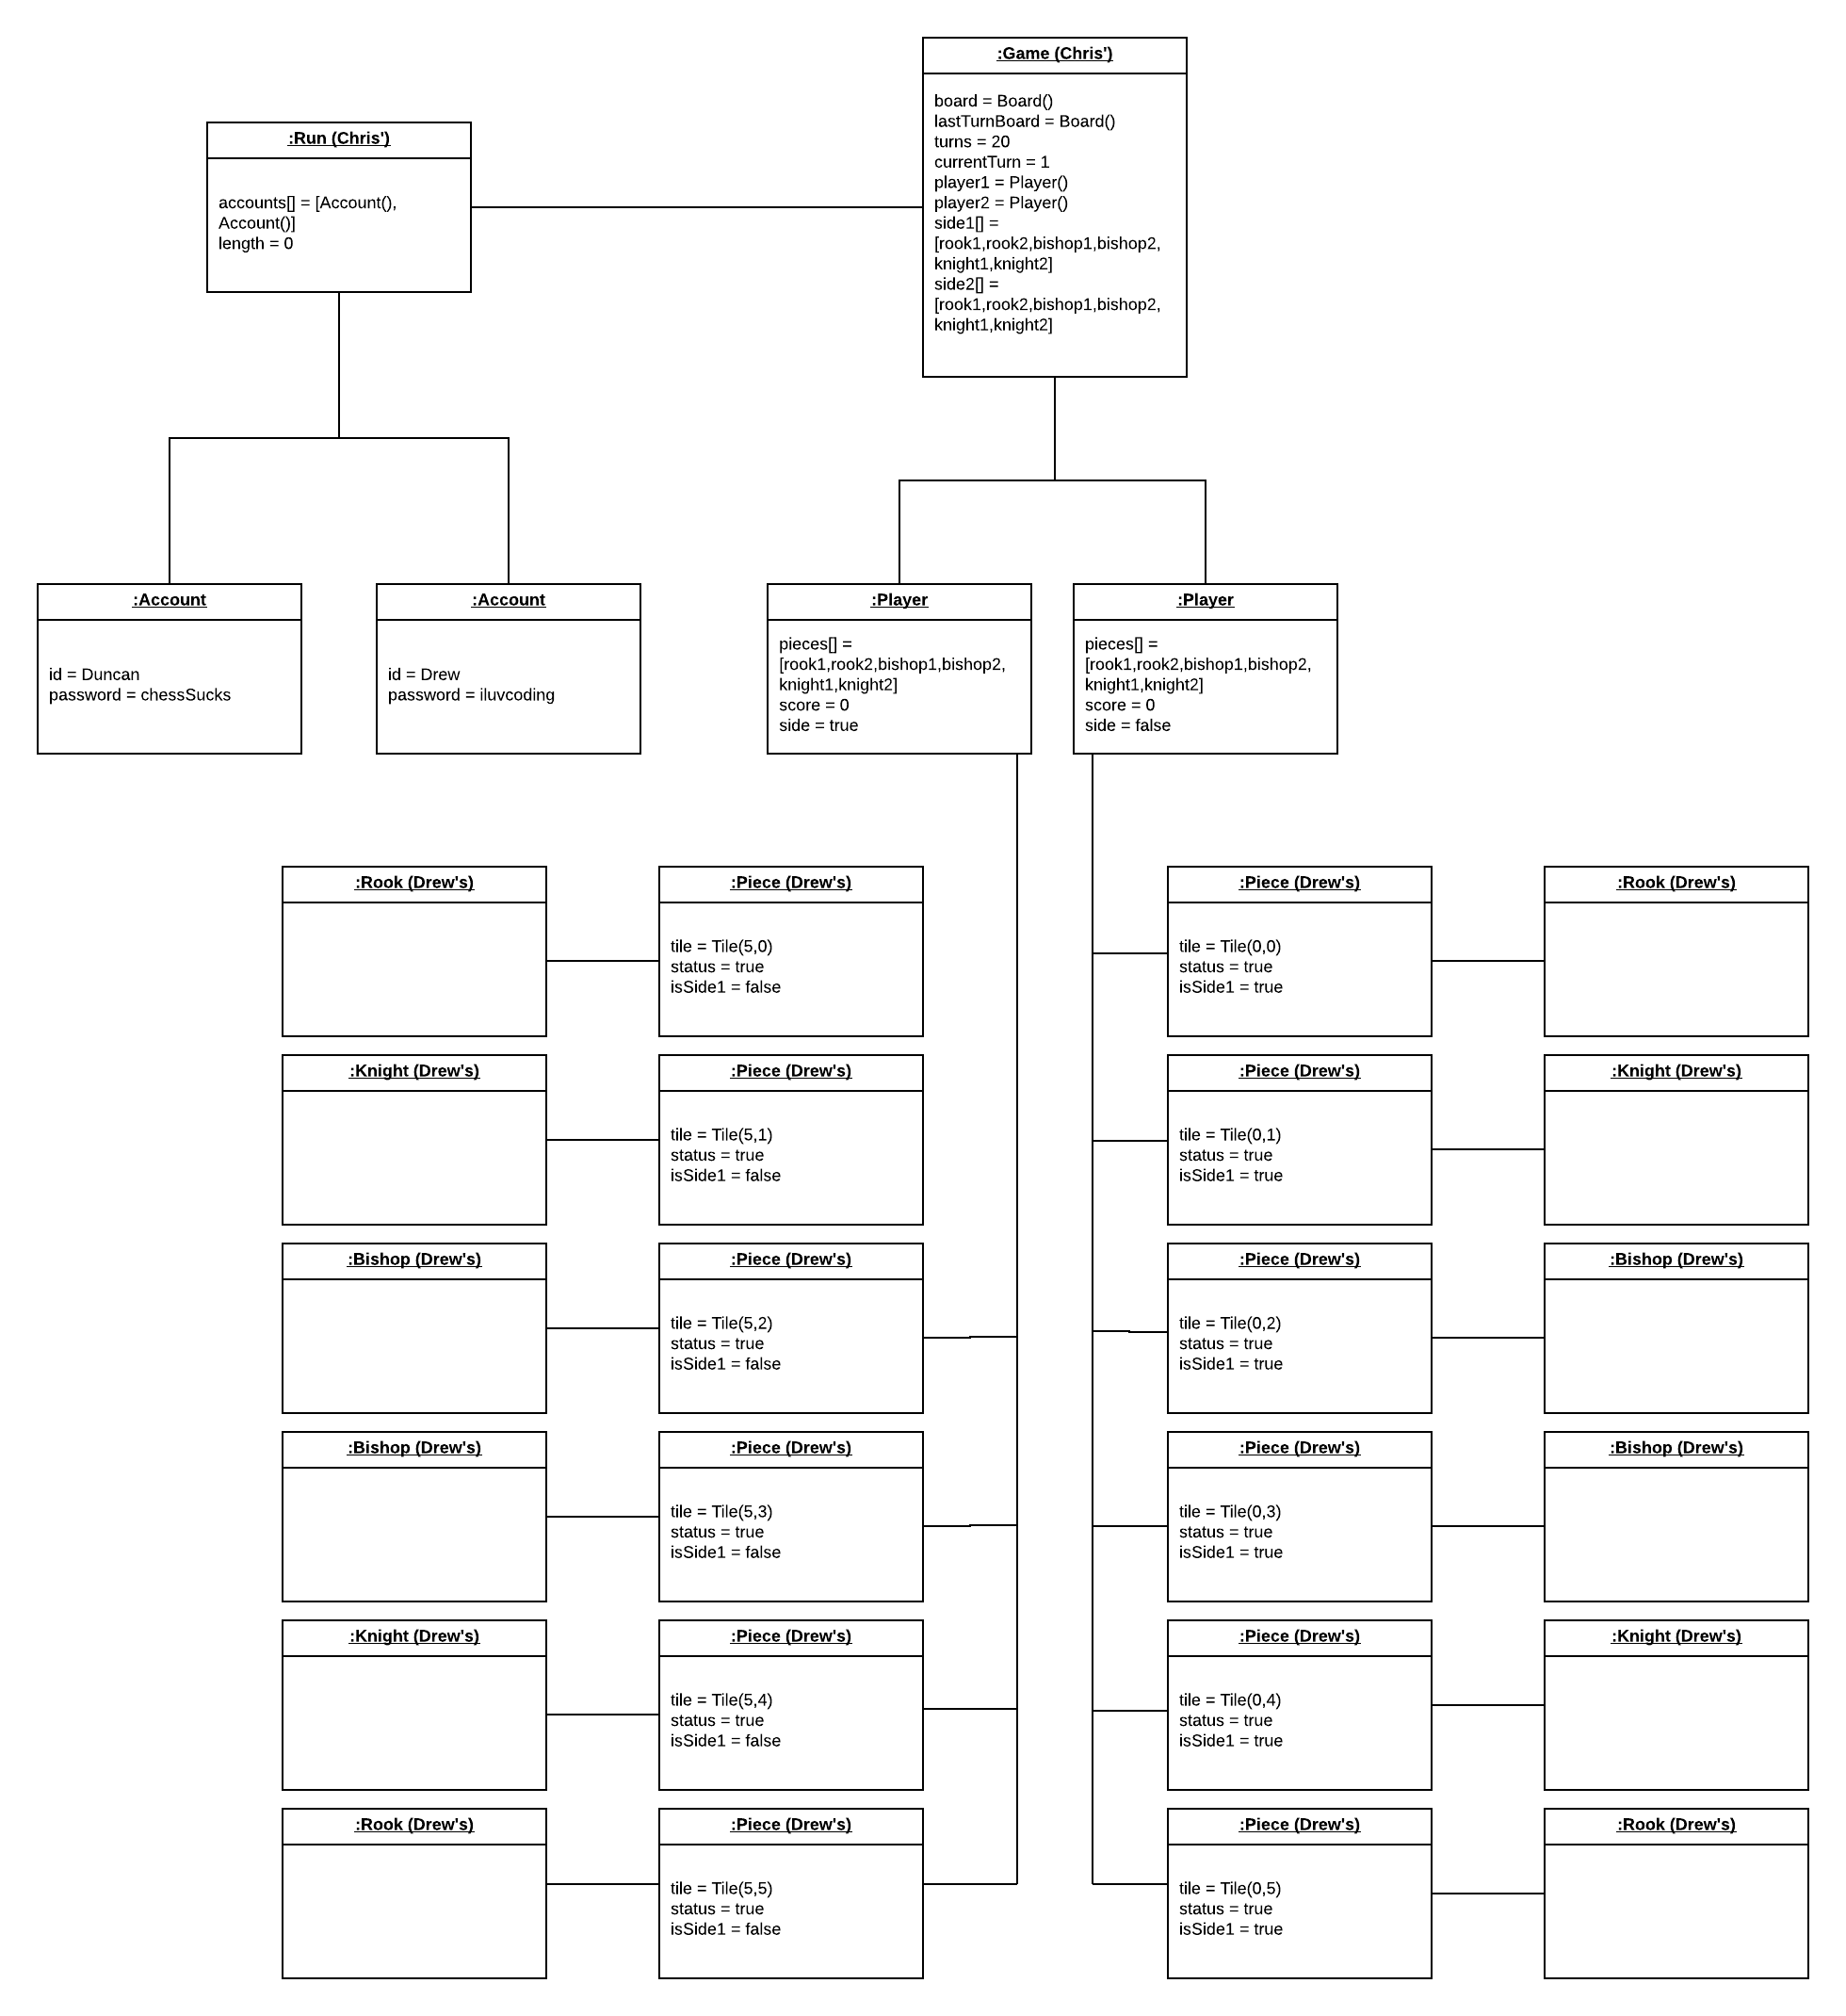 :Game (Chris')
board = Board()
lastTurnBoard = Board()
turns = 20
currentTurn = 1
player1 = Player()
player2 = Player()
side1[] =
[rook1,rook2,bishop1,bishop2,
knight1,knight2]
side2[] =
[rook1,rook2,bishop1,bishop2,
knight1,knight2]
:Run (Chris')
accounts[] = [Account(),
Account()]
length = 0
:Account
id = Duncan
password = chessSucks
:Account
id = Drew
password = iluvcoding
:Player
pieces[] =
[rook1,rook2,bishop1,bishop2,
knight1,knight2]
score = 0
side = true
:Player
pieces[] =
[rook1,rook2,bishop1,bishop2,
knight1,knight2]
score = 0
side = false
:Rook (Drew's)
:Piece (Drew's)
tile = Tile(5,0)
status = true
isSide1 = false
:Piece (Drew's)
tile = Tile(0,0)
status = true
isSide1 = true
:Rook (Drew's)
:Knight (Drew's)
:Piece (Drew's)
tile = Tile(5,1)
status = true
isSide1 = false
:Piece (Drew's)
tile = Tile(0,1)
status = true
isSide1 = true
:Knight (Drew's)
:Bishop (Drew's)
:Piece (Drew's)
tile = Tile(5,2)
status = true
isSide1 = false
:Piece (Drew's)
tile = Tile(0,2)
status = true
isSide1 = true
:Bishop (Drew's)
:Bishop (Drew's)
:Piece (Drew's)
tile = Tile(5,3)
status = true
isSide1 = false
:Piece (Drew's)
tile = Tile(0,3)
status = true
isSide1 = true
:Bishop (Drew's)
:Knight (Drew's)
:Piece (Drew's)
tile = Tile(5,4)
status = true
isSide1 = false
:Piece (Drew's)
tile = Tile(0,4)
status = true
isSide1 = true
:Knight (Drew's)
:Rook (Drew's)
:Piece (Drew's)
tile = Tile(5,5)
status = true
isSide1 = false
:Piece (Drew's)
tile = Tile(0,5)
status = true
isSide1 = true
:Rook (Drew's)